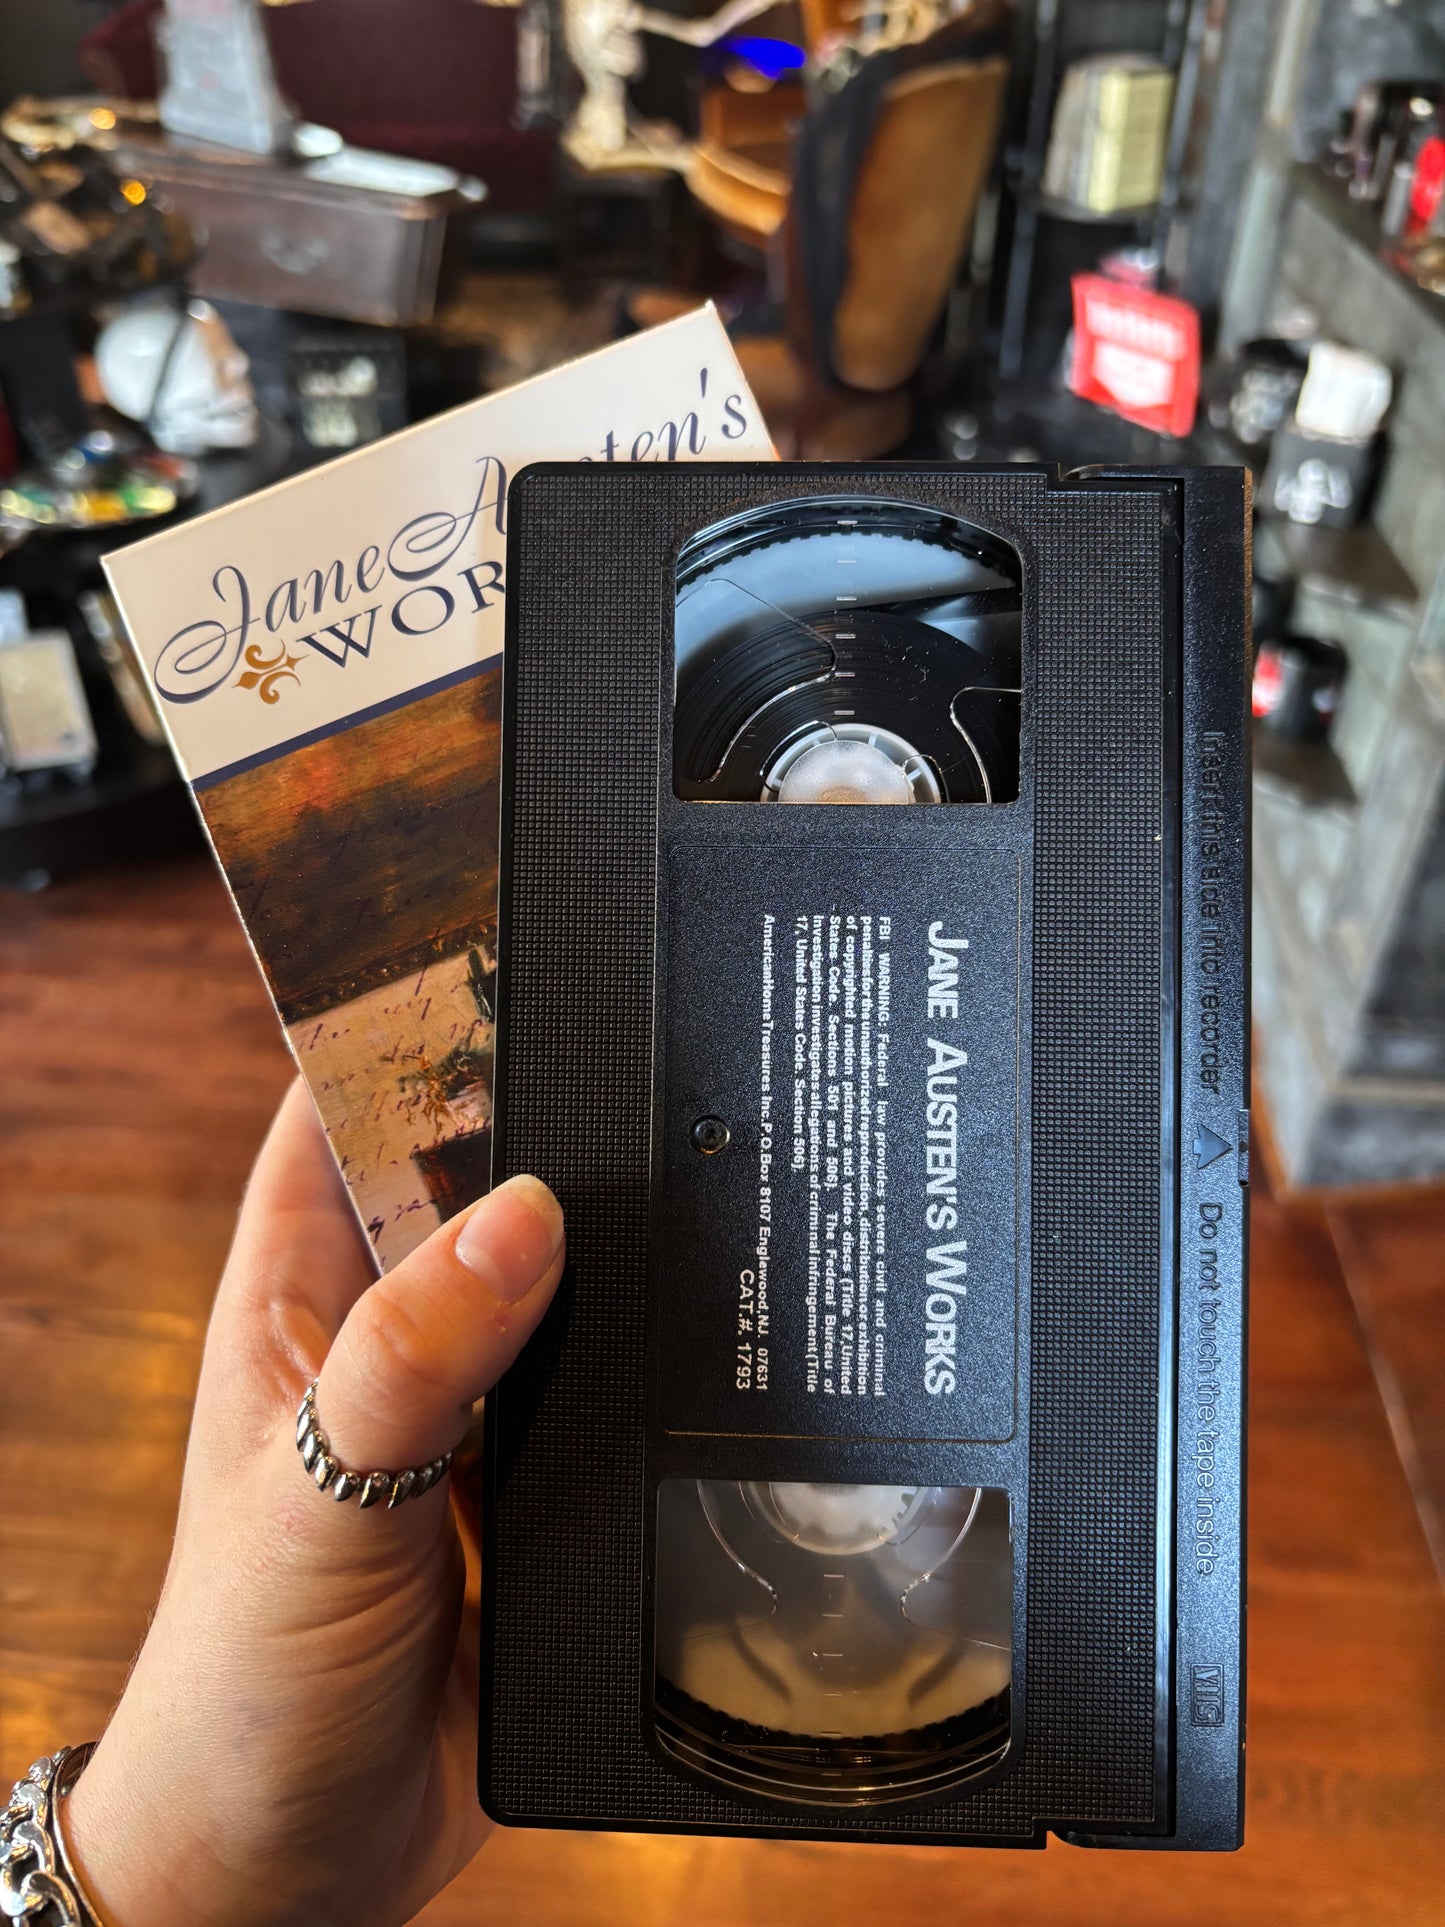 Jane Austen's
WOR
JANE AUSTEN'S WORKS
FBI WARNING: Federal law provides severe civil and criminal
penalties for the unauthorized reproduction, distribution, or exhibition
of copyrighted motion pictures and video discs (Title 17, United
States Code. Sections 501 and 506). The Federal Bureau of
Investigation investigates allegations of criminal infringement (Title
17, United States Code. Section 506)
American Home Treasures Inc. P.O. Box 8107 Englewood, N.J. 07631
CAT.#. 1793
Insert this side into recorder
Do not touch the tape inside
VHS